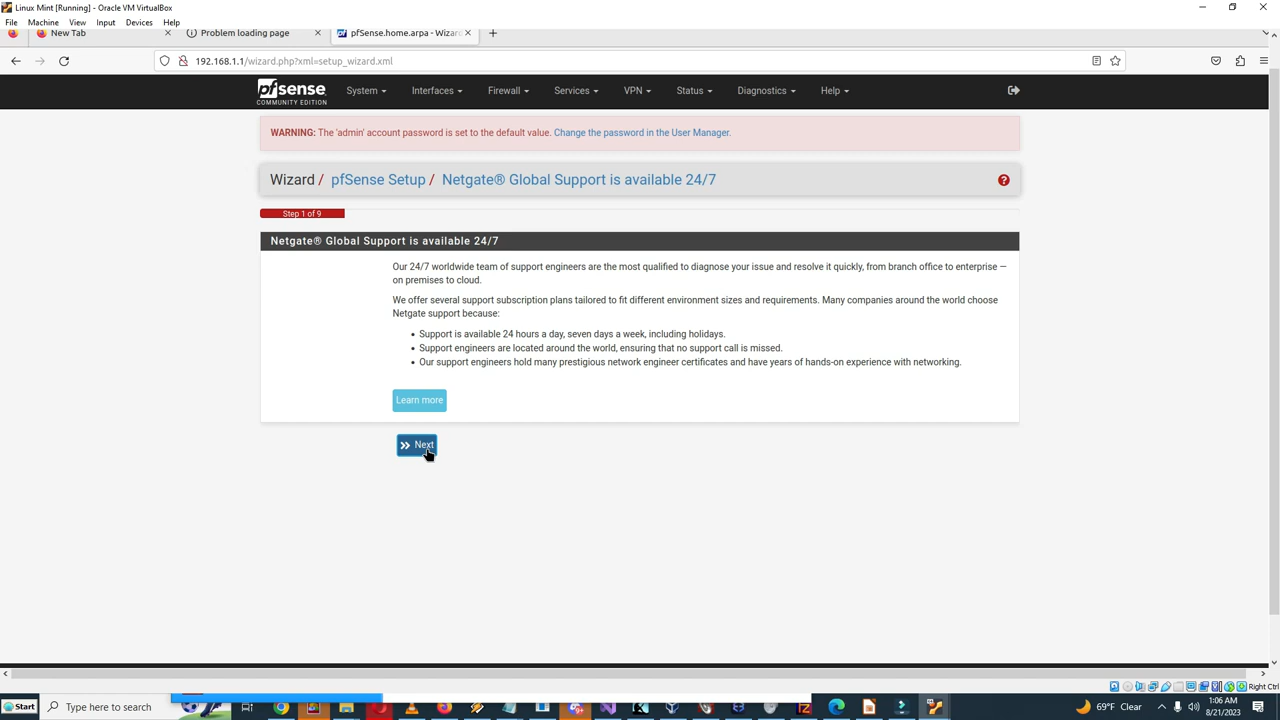 Linux Mint [Running] - Oracle VM VirtualBox
File Machine View Input Devices Help
New Tab
Problem loading page
pfSense.home.arpa - Wizard
192.168.1.1/wizard.php?xml=setup_wizard.xml
pfsense
COMMUNITY EDITION
System Interfaces Firewall Services VPN Status Diagnostics Help
WARNING: The 'admin' account password is set to the default value. Change the password in the User Manager.
Wizard / pfSense Setup / Netgate® Global Support is available 24/7
Step 1 of 9
Netgate® Global Support is available 24/7
Our 24/7 worldwide team of support engineers are the most qualified to diagnose your issue and resolve it quickly, from branch office to enterprise —
on premises to cloud.
We offer several support subscription plans tailored to fit different environment sizes and requirements. Many companies around the world choose
Netgate support because:
• Support is available 24 hours a day, seven days a week, including holidays.
• Support engineers are located around the world, ensuring that no support call is missed.
• Our support engineers hold many prestigious network engineer certificates and have years of hands-on experience with networking.
Learn more
Next
Right Ctrl
Start
Type here to search
69°F Clear
1:06 AM
8/21/2023